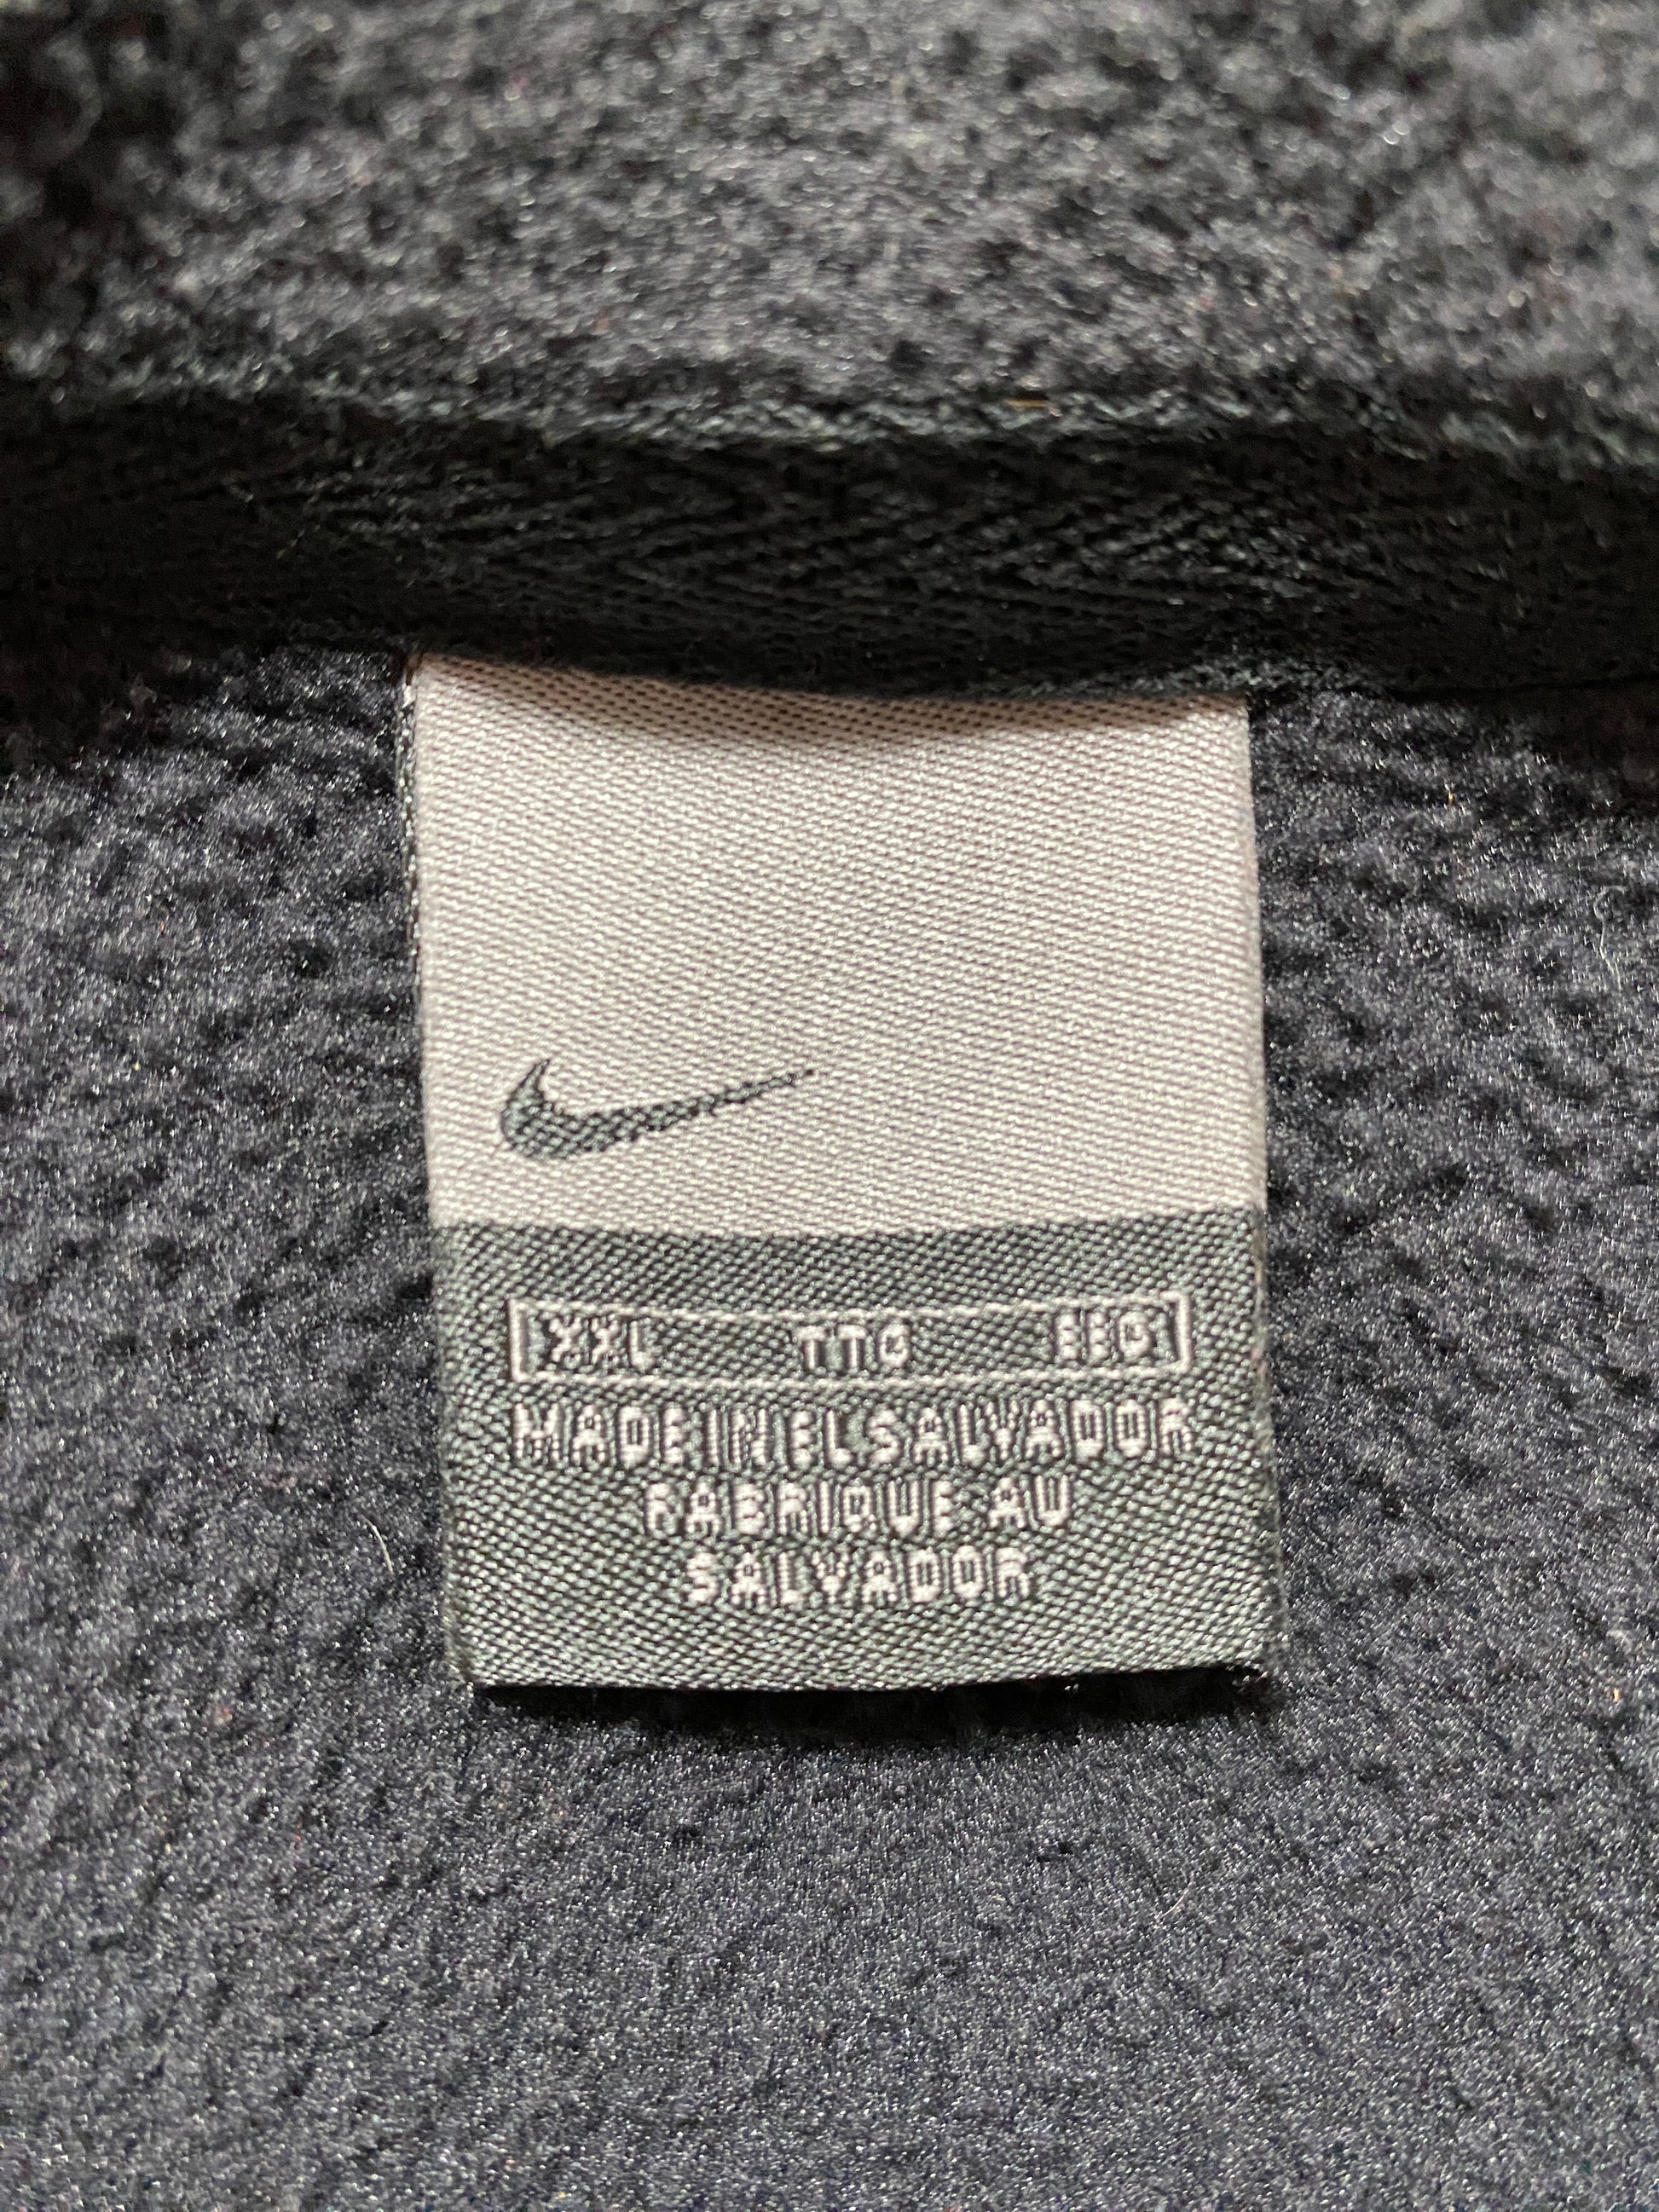 XXL TTG EEG
MADE IN EL SALVADOR
FABRIQUE AU
SALVADOR